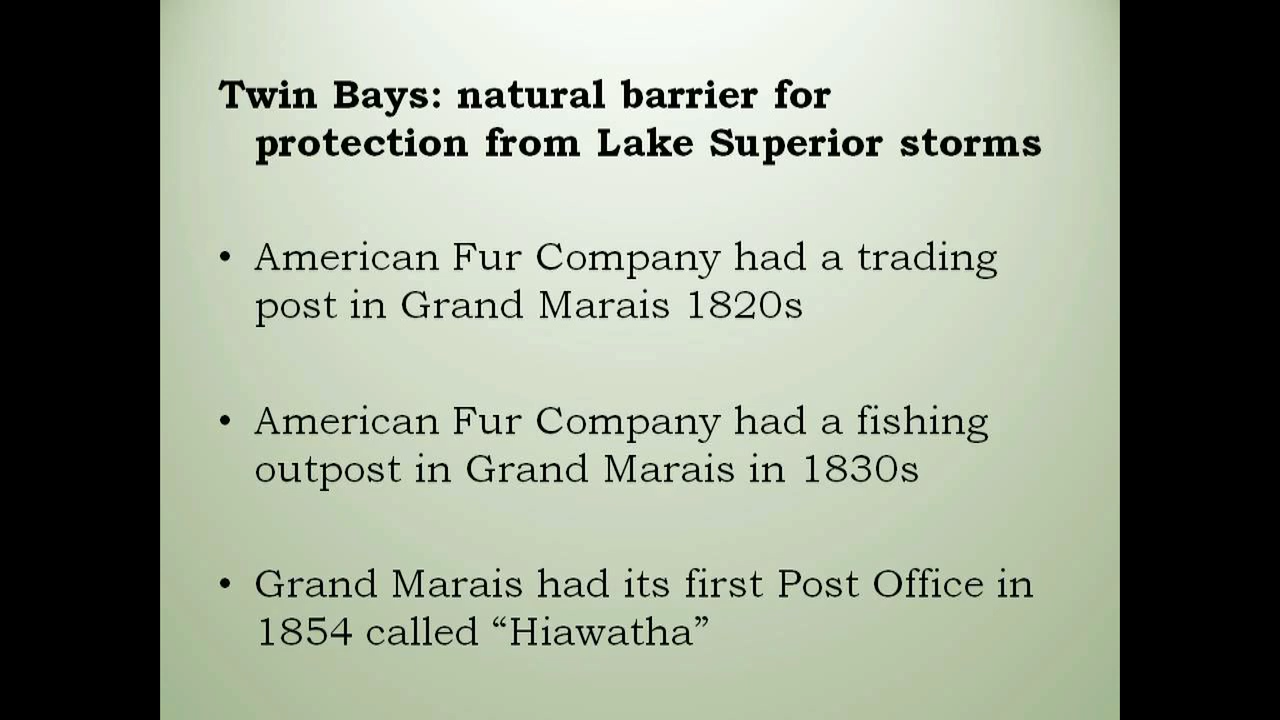 Twin Bays: natural barrier for
protection from Lake Superior storms
• American Fur Company had a trading
post in Grand Marais 1820s
• American Fur Company had a fishing
outpost in Grand Marais in 1830s
• Grand Marais had its first Post Office in
1854 called “Hiawatha”